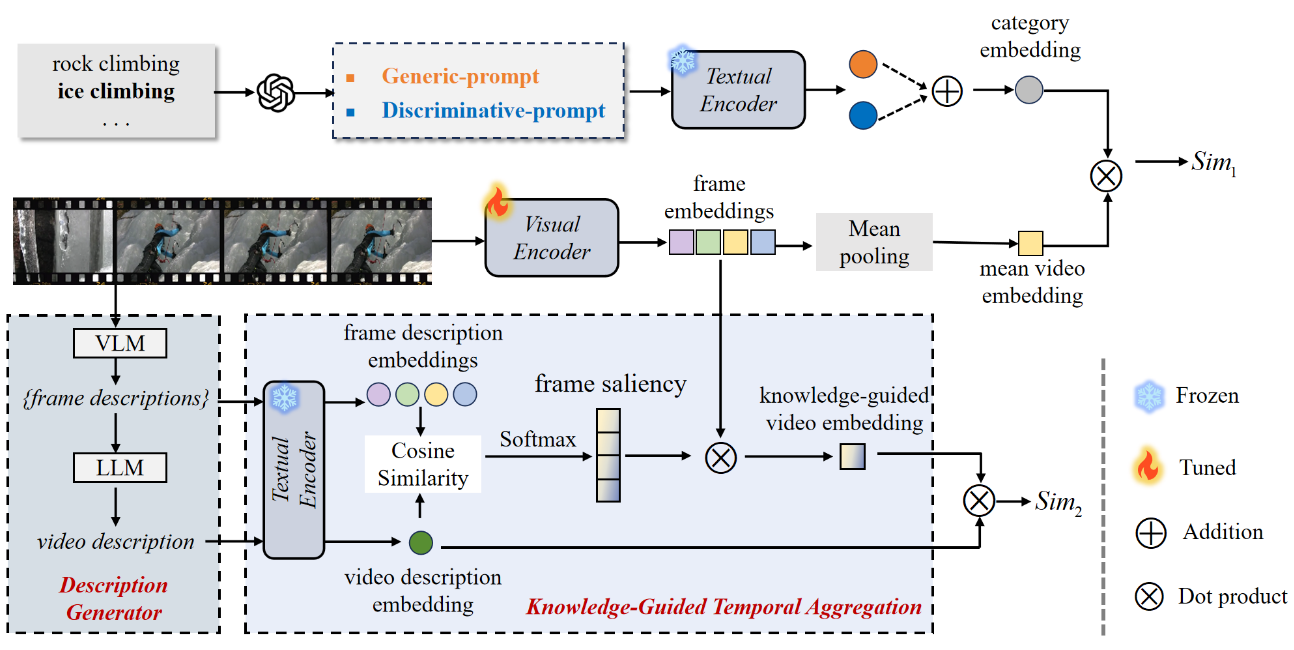 rock climbing
ice climbing
. . .
Generic-prompt
Discriminative-prompt
Textual
Encoder
category
embedding
Sim1
Visual
Encoder
frame
embeddings
Mean
pooling
mean video
embedding
VLM
{frame descriptions}
LLM
video description
Description
Generator
Textual
Encoder
frame description
embeddings
Cosine
Similarity
video description
embedding
Softmax
frame saliency
knowledge-guided
video embedding
Knowledge-Guided Temporal Aggregation
Sim2
Frozen
Tuned
Addition
Dot product